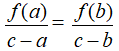 f(a)/(c − a) = f(b)/(c − b)